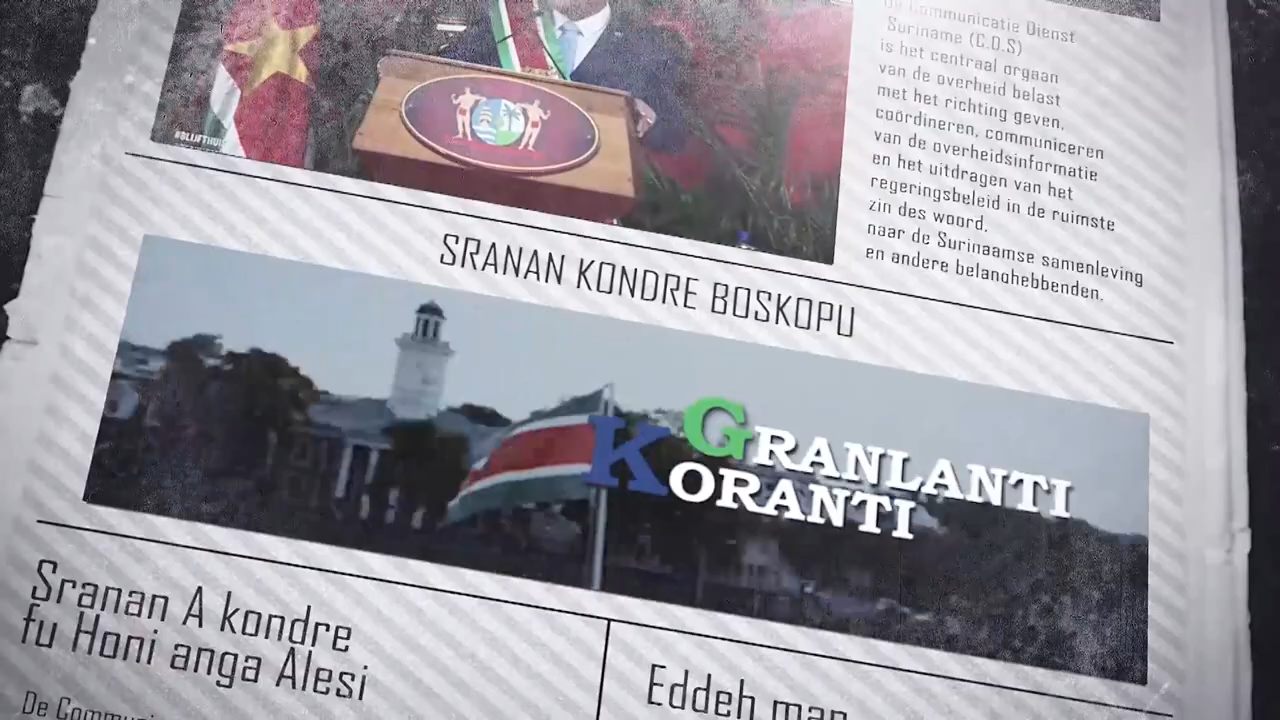 De Communicatie Dienst
Suriname (C.D.S)
is het centraal orgaan
van de overheid belast
met het richting geven,
coördineren, communiceren
van de overheidsinformatie
en het uitdragen van het
regeringsbeleid in de ruimste
zin des woord,
naar de Surinaamse samenleving
en andere belanghebbenden.
SRANAN KONDRE BOSKOPU
GRANLANTI
KORANTI
Sranan A kondre
fu Honi anga Alesi
Eddeh man
De